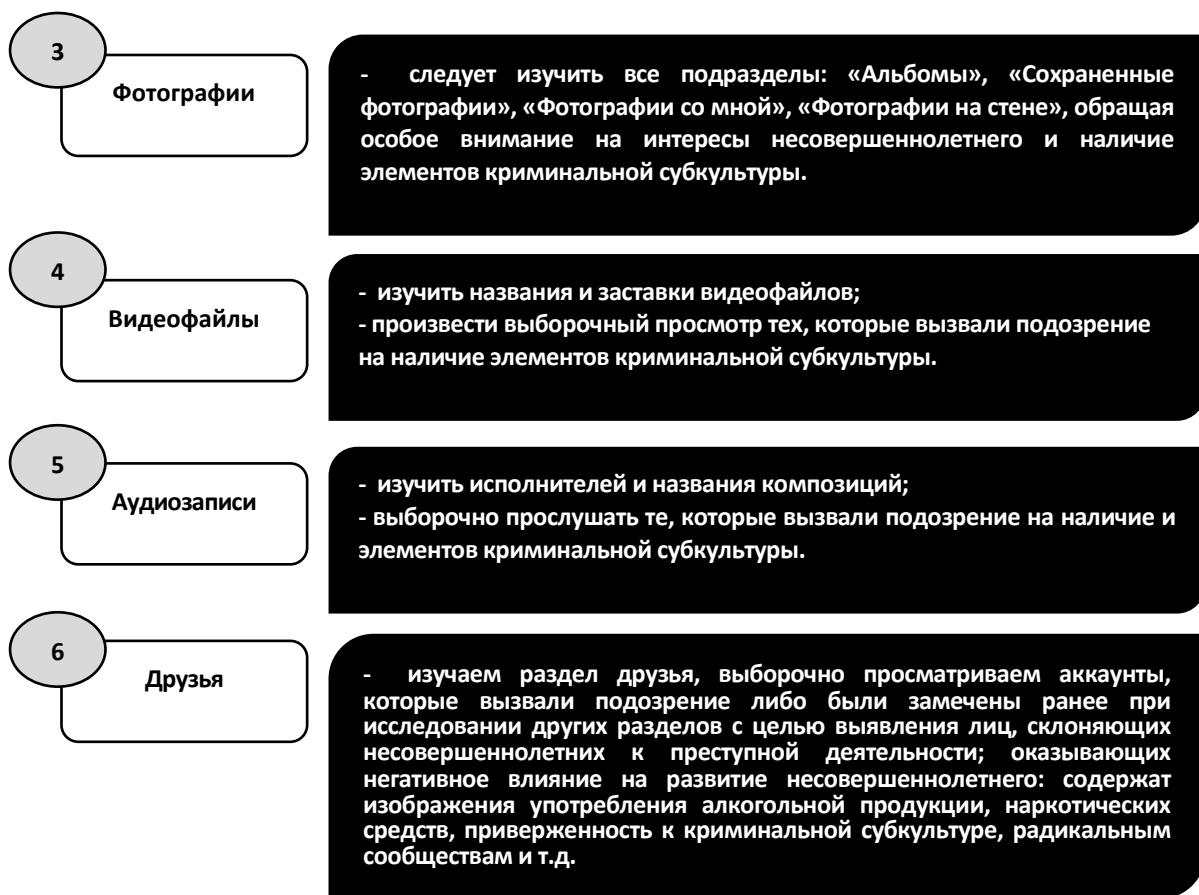 3
Фотографии
- следует изучить все подразделы: «Альбомы», «Сохраненные
фотографии», «Фотографии со мной», «Фотографии на стене», обращая
особое внимание на интересы несовершеннолетнего и наличие
элементов криминальной субкультуры.
4
Видеофайлы
- изучить названия и заставки видеофайлов;
- произвести выборочный просмотр тех, которые вызвали подозрение
на наличие элементов криминальной субкультуры.
5
Аудиозаписи
- изучить исполнителей и названия композиций;
- выборочно прослушать те, которые вызвали подозрение на наличие и
элементов криминальной субкультуры.
6
Друзья
- изучаем раздел друзья, выборочно просматриваем аккаунты,
которые вызвали подозрение либо были замечены ранее при
исследовании других разделов с целью выявления лиц, склоняющих
несовершеннолетних к преступной деятельности; оказывающих
негативное влияние на развитие несовершеннолетнего: содержат
изображения употребления алкогольной продукции, наркотических
средств, приверженность к криминальной субкультуре, радикальным
сообществам и т.д.